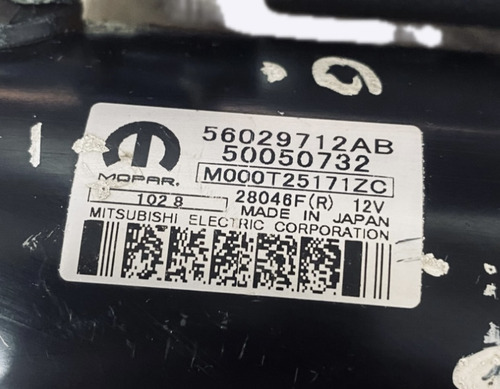 56029712AB
50050732
MOPAR.
M000T25171ZC
102 8
28046F(R) 12V
MADE IN JAPAN
MITSUBISHI ELECTRIC CORPORATION